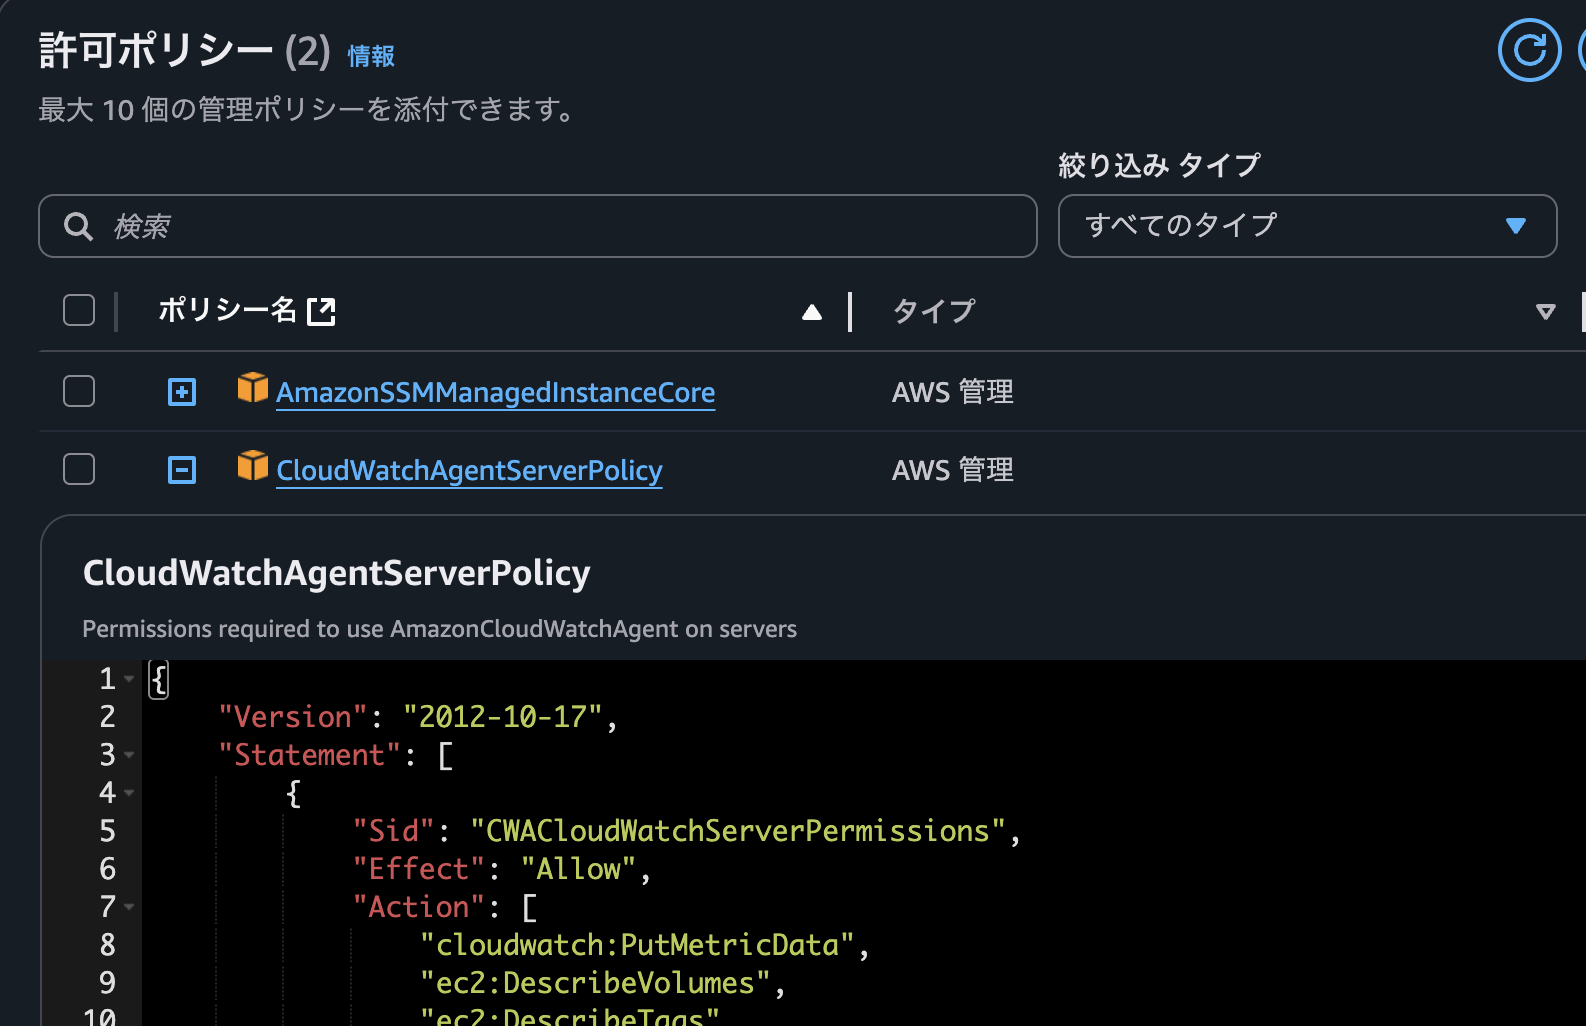 許可ポリシー (2) 情報
最大 10 個の管理ポリシーを添付できます。
絞り込み タイプ
検索
すべてのタイプ
ポリシー名
タイプ
AmazonSSMManagedInstanceCore
AWS 管理
CloudWatchAgentServerPolicy
AWS 管理
CloudWatchAgentServerPolicy
Permissions required to use AmazonCloudWatchAgent on servers
1 {
2 "Version": "2012-10-17",
3 "Statement": [
4 {
5 "Sid": "CWACloudWatchServerPermissions",
6 "Effect": "Allow",
7 "Action": [
8 "cloudwatch:PutMetricData",
9 "ec2:DescribeVolumes",
10 "ec2:DescribeTags"